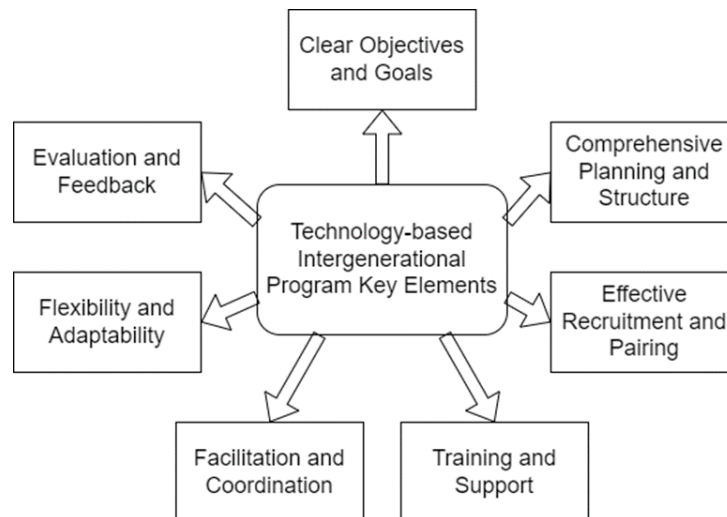 Clear Objectives
and Goals
Evaluation and
Feedback
Comprehensive
Planning and
Structure
Technology-based
Intergenerational
Program Key Elements
Flexibility and
Adaptability
Effective
Recruitment and
Pairing
Facilitation and
Coordination
Training and
Support